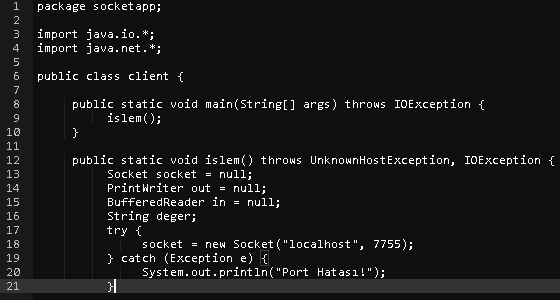 1 package socketapp;
2
3 import java.io.*;
4 import java.net.*;
5
6 public class client {
7
8 public static void main(String[] args) throws IOException {
9 islem();
10 }
11
12 public static void islem() throws UnknownHostException, IOException {
13 Socket socket = null;
14 PrintWriter out = null;
15 BufferedReader in = null;
16 String deger;
17 try {
18 socket = new Socket("localhost", 7755);
19 } catch (Exception e) {
20 System.out.println("Port Hatası!");
21 }